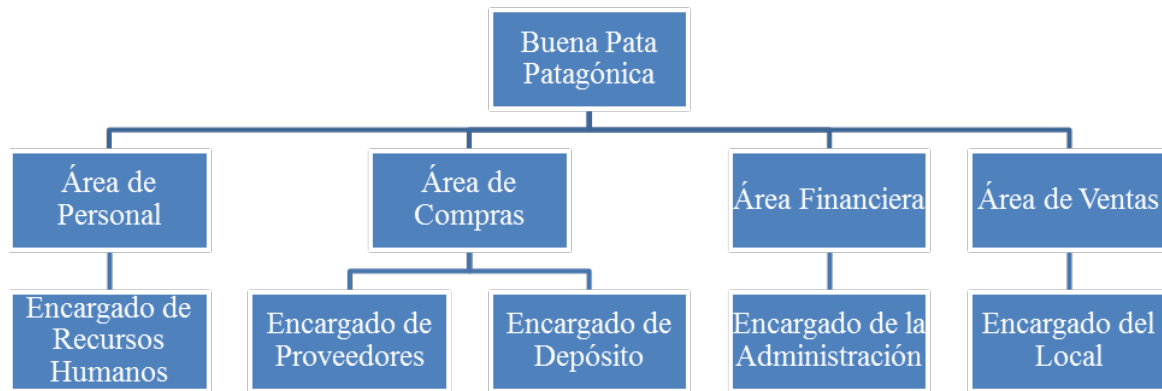 Buena Pata
Patagónica
Área de
Personal
Área de
Compras
Área Financiera
Área de Ventas
Encargado de
Recursos
Humanos
Encargado de
Proveedores
Encargado de
Depósito
Encargado de la
Administración
Encargado del
Local